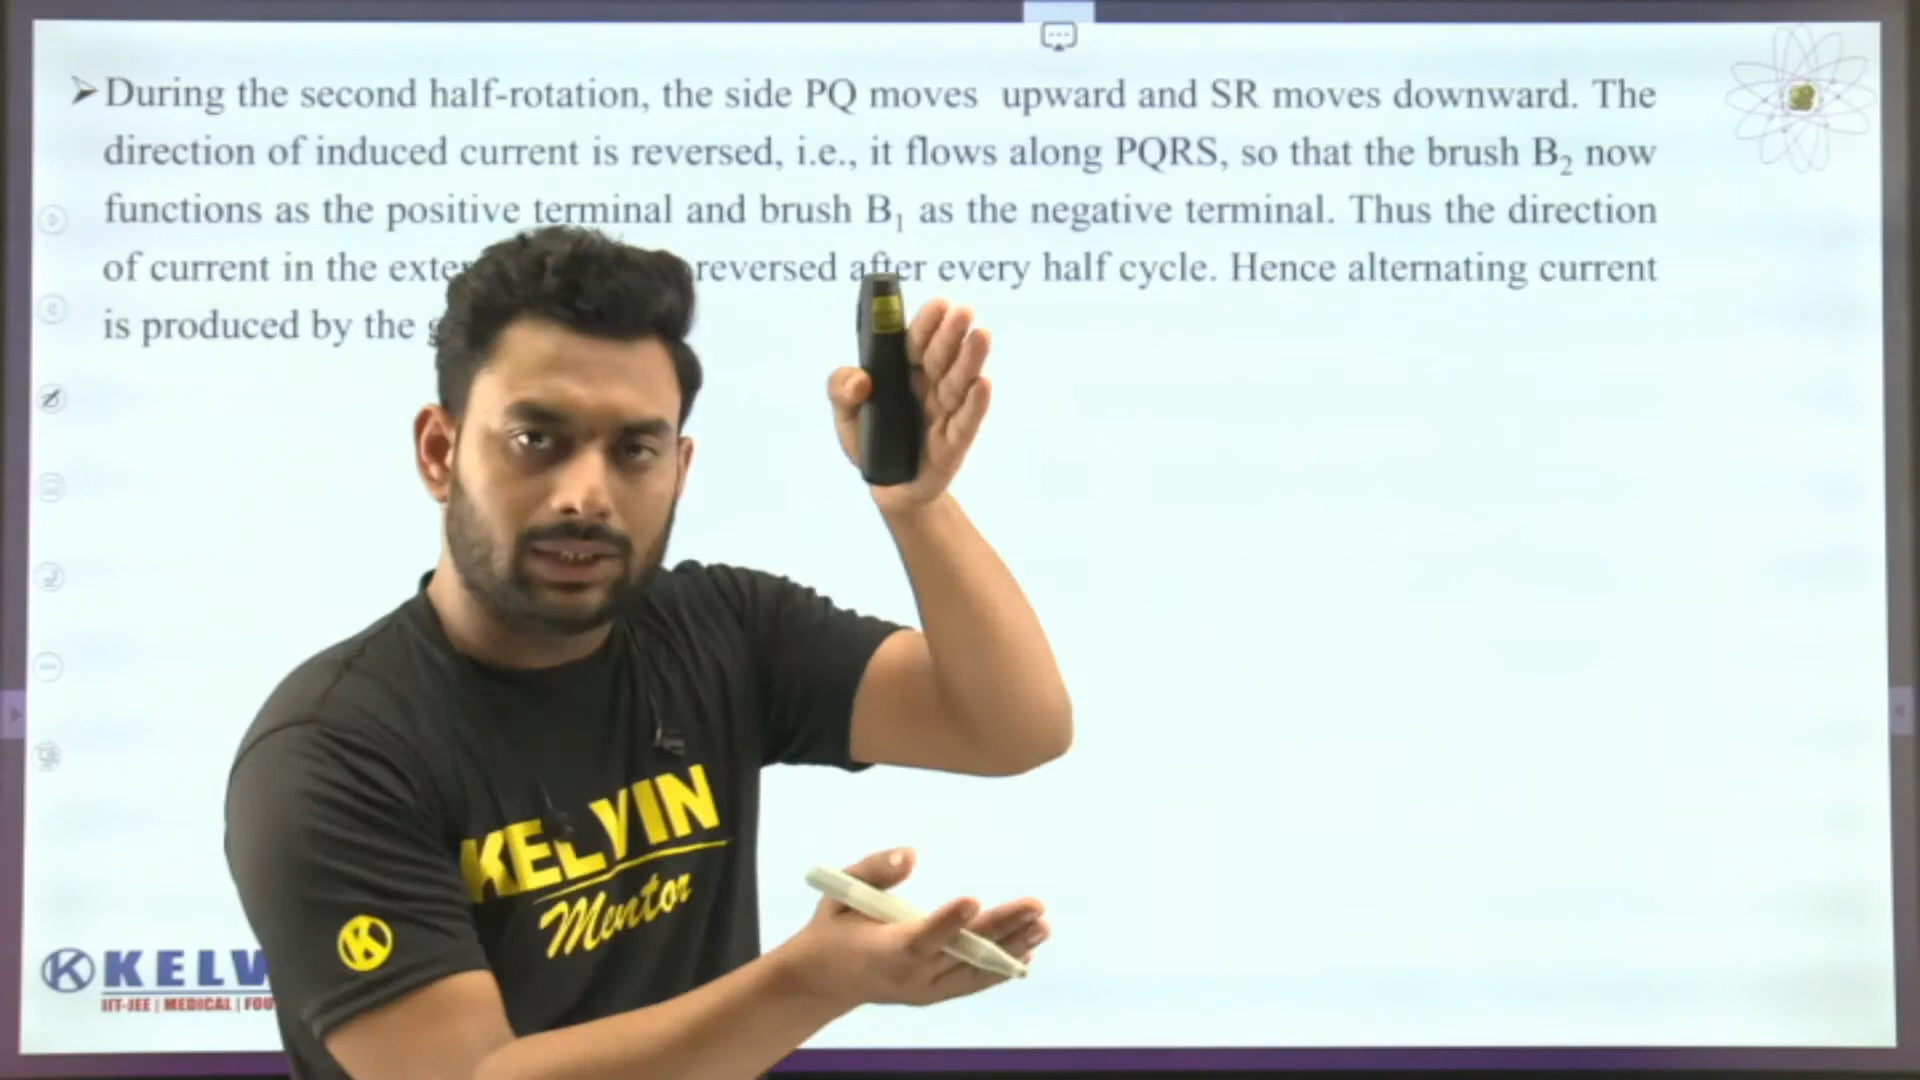 ➢During the second half-rotation, the side PQ moves upward and SR moves downward. The
direction of induced current is reversed, i.e., it flows along PQRS, so that the brush B₂ now
functions as the positive terminal and brush B₁ as the negative terminal. Thus the direction
of current in the reversed after every half cycle. Hence alternating current
is produced by the
KELVIN
Mentor
K
K KELV
IIT-JEE | MEDICAL | FOU